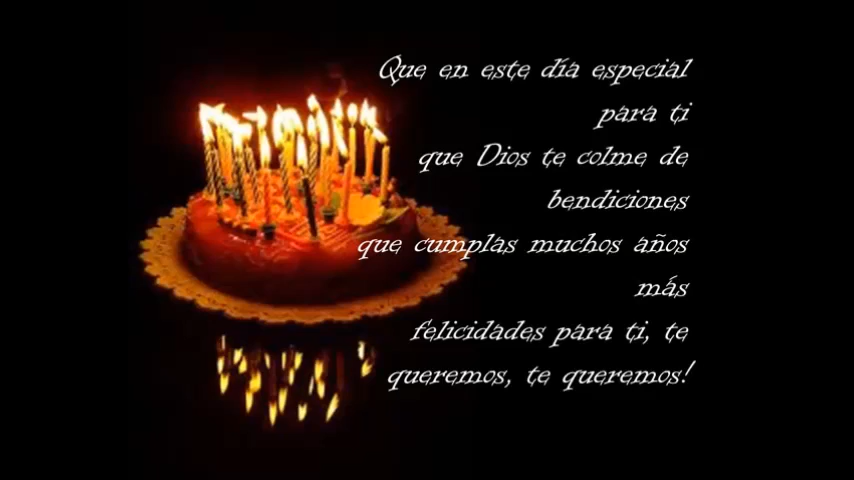 Que en este día especial
para ti
que Dios te colme de
bendiciones
que cumplas muchos años
más
felicidades para ti, te
queremos, te queremos!